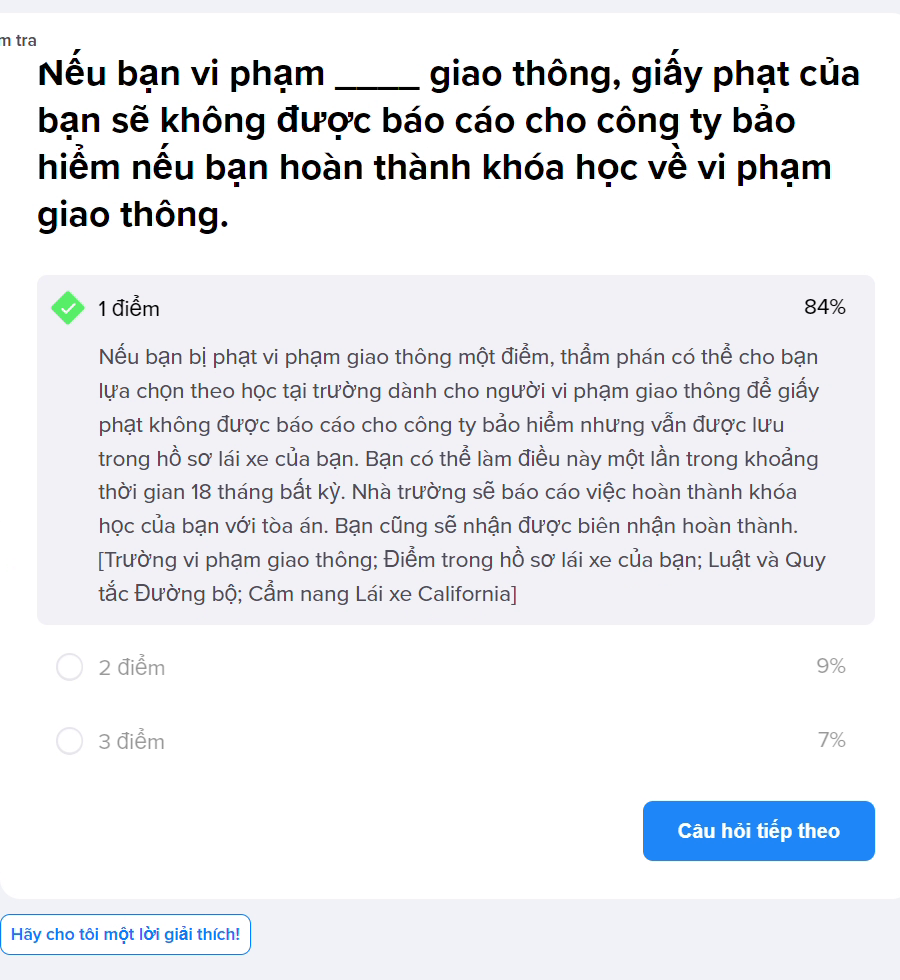 m tra
Nếu bạn vi phạm _____ giao thông, giấy phạt của
bạn sẽ không được báo cáo cho công ty bảo
hiểm nếu bạn hoàn thành khóa học về vi phạm
giao thông.
1 điểm 84%
Nếu bạn bị phạt vi phạm giao thông một điểm, thẩm phán có thể cho bạn
lựa chọn theo học tại trường dành cho người vi phạm giao thông để giấy
phạt không được báo cáo cho công ty bảo hiểm nhưng vẫn được lưu
trong hồ sơ lái xe của bạn. Bạn có thể làm điều này một lần trong khoảng
thời gian 18 tháng bất kỳ. Nhà trường sẽ báo cáo việc hoàn thành khóa
học của bạn với tòa án. Bạn cũng sẽ nhận được biên nhận hoàn thành.
[Trường vi phạm giao thông; Điểm trong hồ sơ lái xe của bạn; Luật và Quy
tắc Đường bộ; Cẩm nang Lái xe California]
2 điểm 9%
3 điểm 7%
Câu hỏi tiếp theo
Hãy cho tôi một lời giải thích!